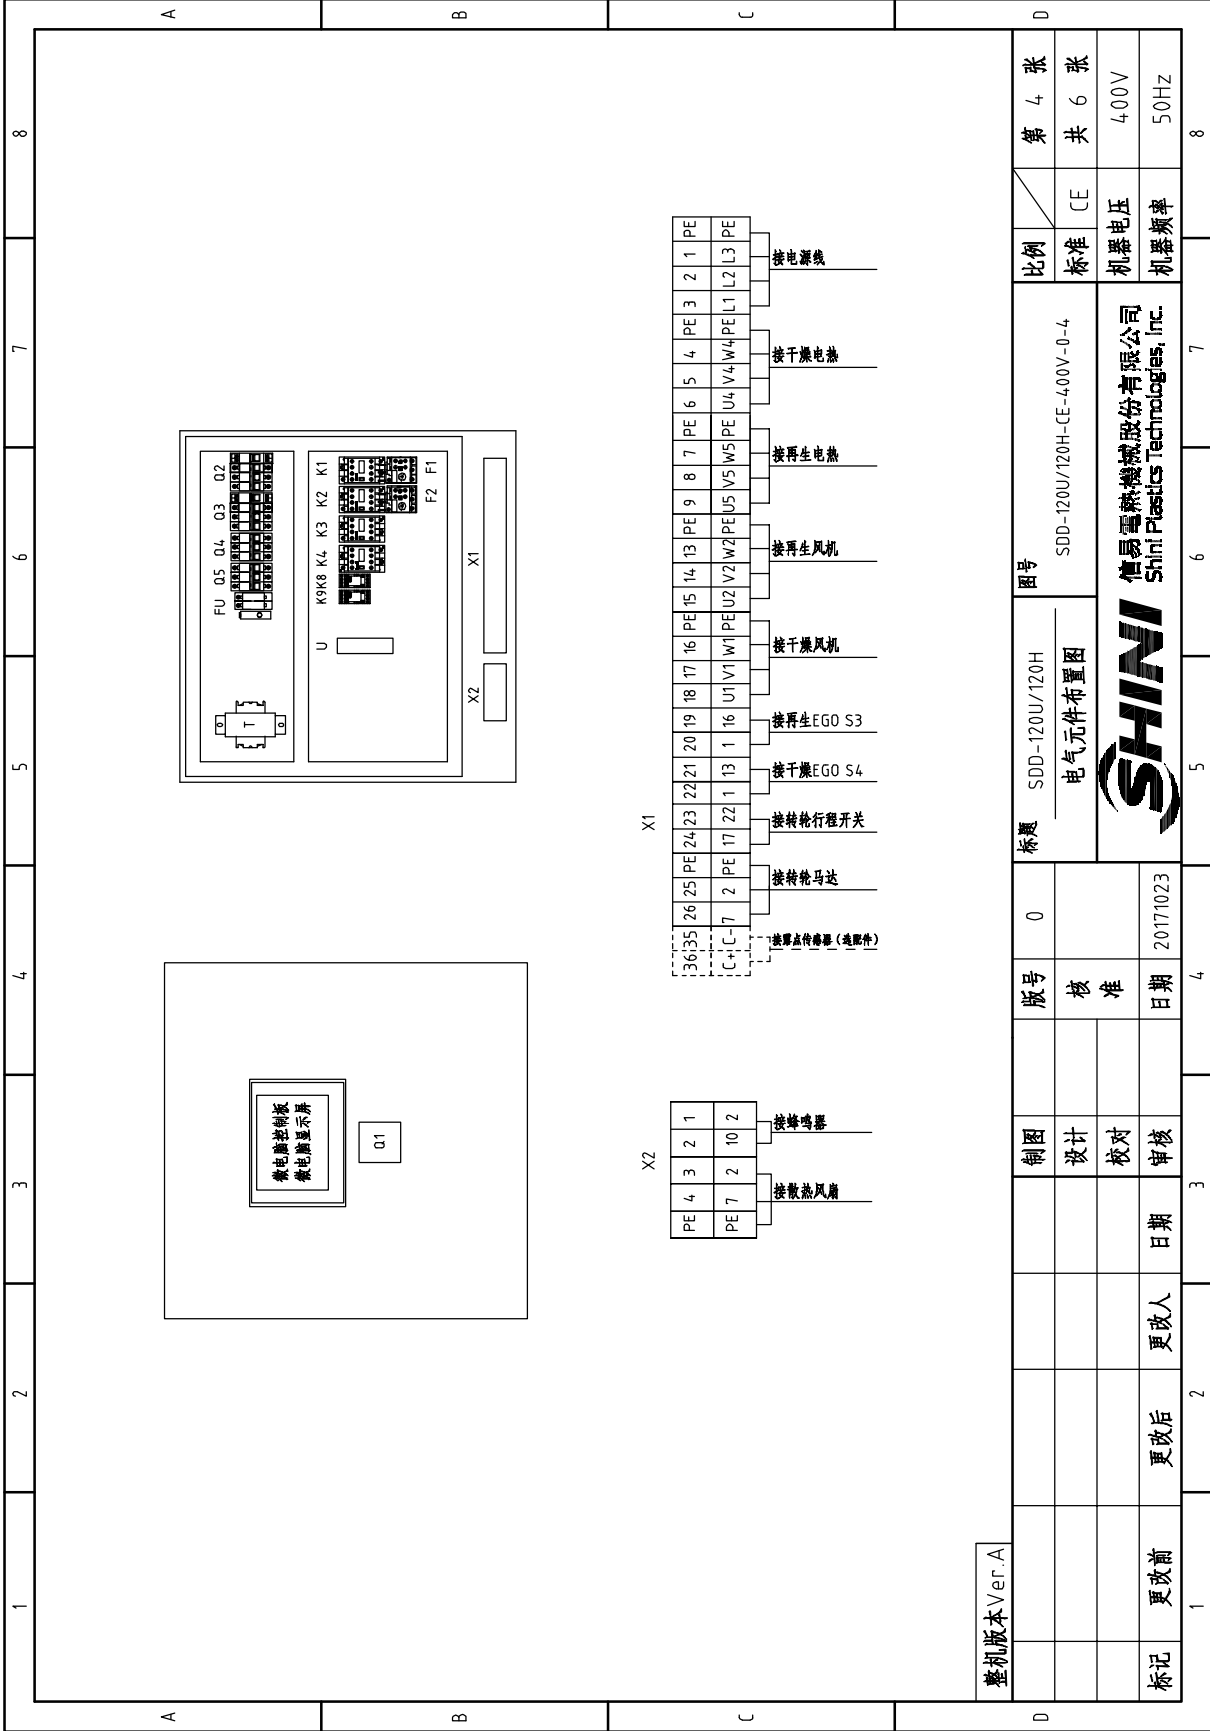 1 2 3 4 5 6 7 8
A
B
C
D
微电脑控制板
微电脑显示屏
Q1
T
FU Q5 Q4 Q3 Q2
U
K9K8 K4 K3 K2 K1
F2 F1
X2 X1
X2
PE 4 3 2 1
PE 7 2 10 2
接散热风扇
接蜂鸣器
X1
36 35 26 25 PE 24 23 22 21 20 19 18 17 16 PE 15 14 13 PE 9 8 7 PE 6 5 4 PE 3 2 1 PE
C+ C- 7 2 PE 17 22 1 13 1 16 U1 V1 W1 PE U2 V2 W2 PE U5 V5 W5 PE U4 V4 W4 PE L1 L2 L3 PE
接露点传感器(选配件)
接转轮马达
接转轮行程开关
接干燥EGO S4
接再生EGO S3
接干燥风机
接再生风机
接再生电热
接干燥电热
接电源线
整机版本Ver.A
标记 更改前 更改后 更改人 日期
制图
设计
校对
审核
版号 0
核准
日期 20171023
标题
SDD-120U/120H
电气元件布置图
图号
SDD-120U/120H-CE-400V-0-4
SHINI
信易電熱機械股份有限公司
Shini Plastics Technologies, Inc.
比例
第 4 张
标准 CE
共 6 张
机器电压 400V
机器频率 50Hz
A
B
C
D
1 2 3 4 5 6 7 8